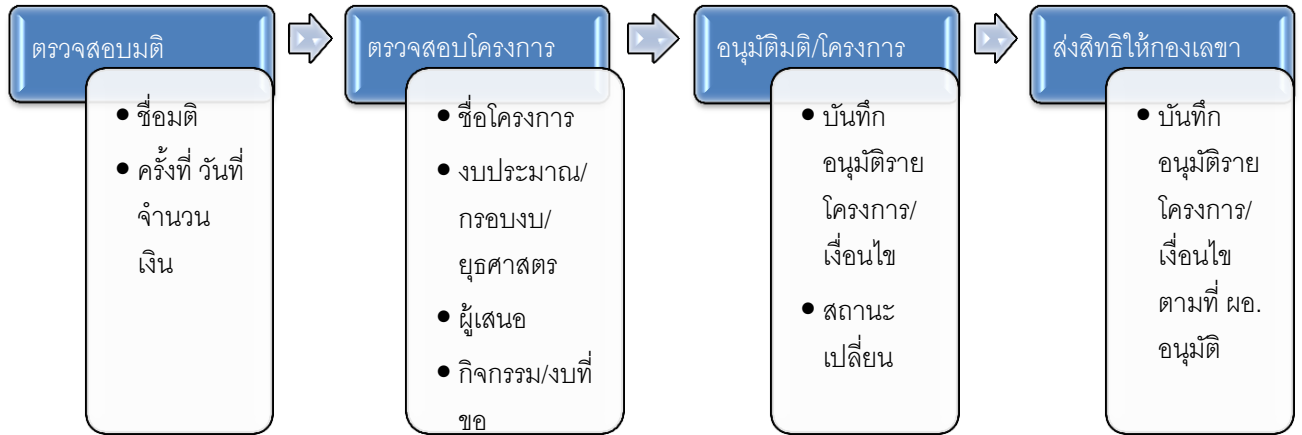 ตรวจสอบมติ
• ชื่อมติ
• ครั้งที่ วันที่
จำนวน
เงิน
ตรวจสอบโครงการ
• ชื่อโครงการ
• งบประมาณ/
กรอบงบ/
ยุธศาสตร
• ผู้เสนอ
• กิจกรรม/งบที่
ขอ
อนุมัติมติ/โครงการ
• บันทึก
อนุมัติราย
โครงการ/
เงื่อนไข
• สถานะ
เปลี่ยน
ส่งสิทธิให้กองเลขา
• บันทึก
อนุมัติราย
โครงการ/
เงื่อนไข
ตามที่ ผอ.
อนุมัติ